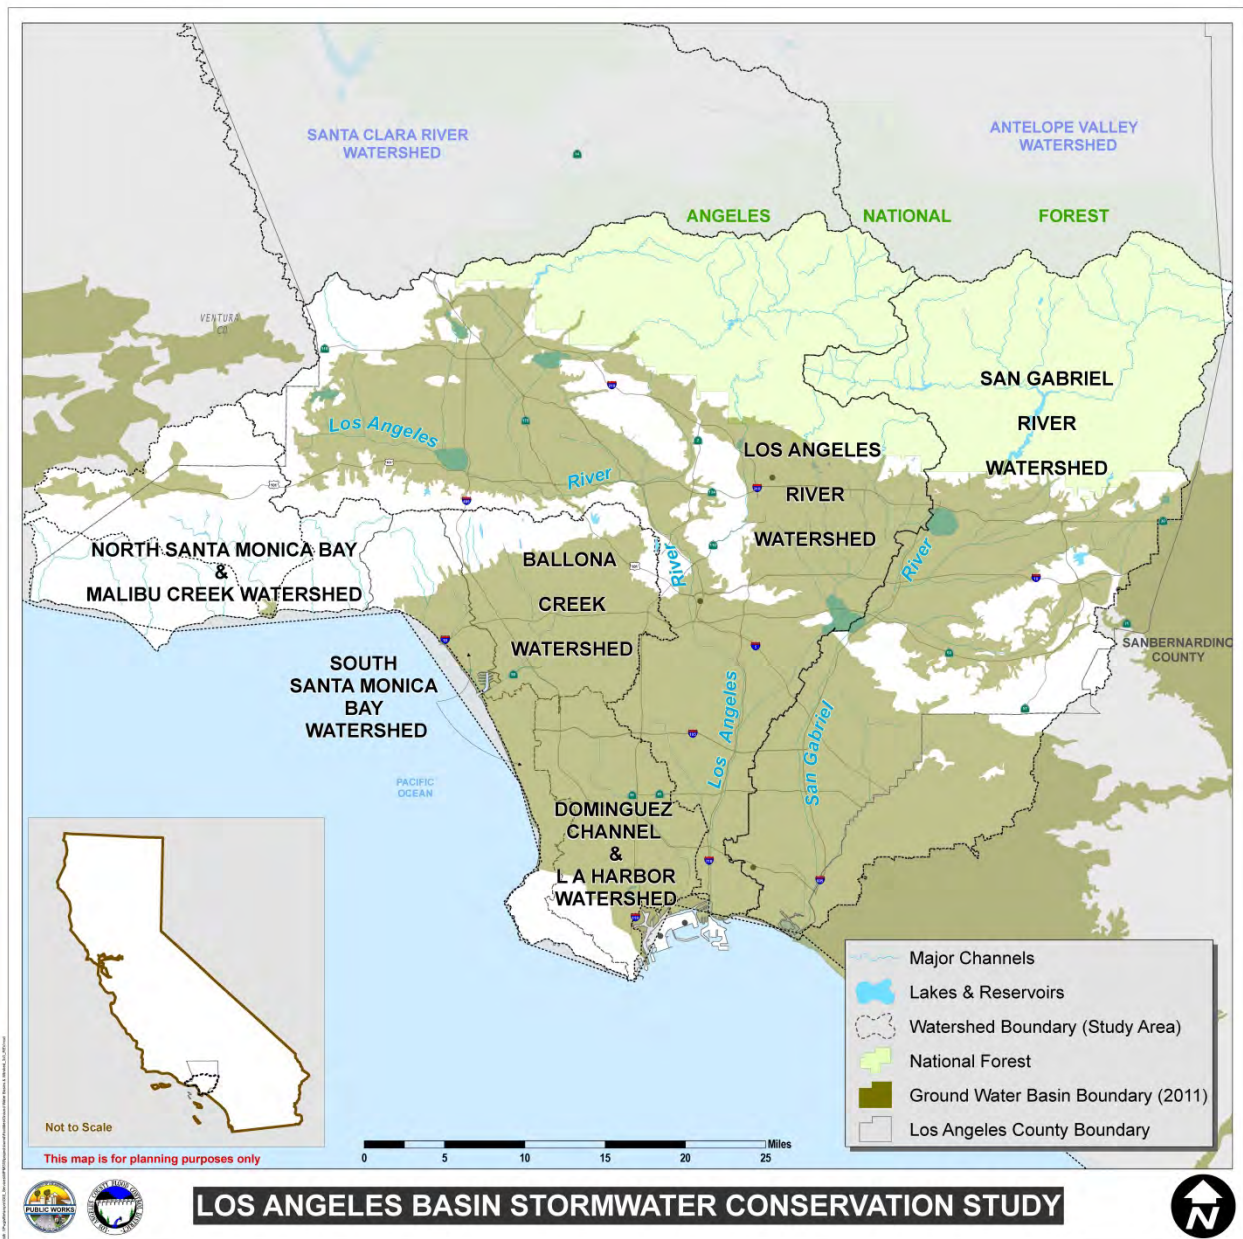 SANTA CLARA RIVER
WATERSHED
ANTELOPE VALLEY
WATERSHED
ANGELES
NATIONAL
FOREST
VENTURA
CO.
SAN GABRIEL
RIVER
WATERSHED
Los Angeles
River
LOS ANGELES
RIVER
WATERSHED
River
River
NORTH SANTA MONICA BAY
&
MALIBU CREEK WATERSHED
BALLONA
CREEK
WATERSHED
SANBERNARDINO
COUNTY
SOUTH
SANTA MONICA
BAY
WATERSHED
Los Angeles
San Gabriel
PACIFIC
OCEAN
DOMINGUEZ
CHANNEL
&
L A HARBOR
WATERSHED
Major Channels
Lakes & Reservoirs
Watershed Boundary (Study Area)
National Forest
Ground Water Basin Boundary (2011)
Los Angeles County Boundary
Not to Scale
This map is for planning purposes only
Miles
0 5 10 15 20 25
PUBLIC WORKS
LOS ANGELES BASIN STORMWATER CONSERVATION STUDY
N